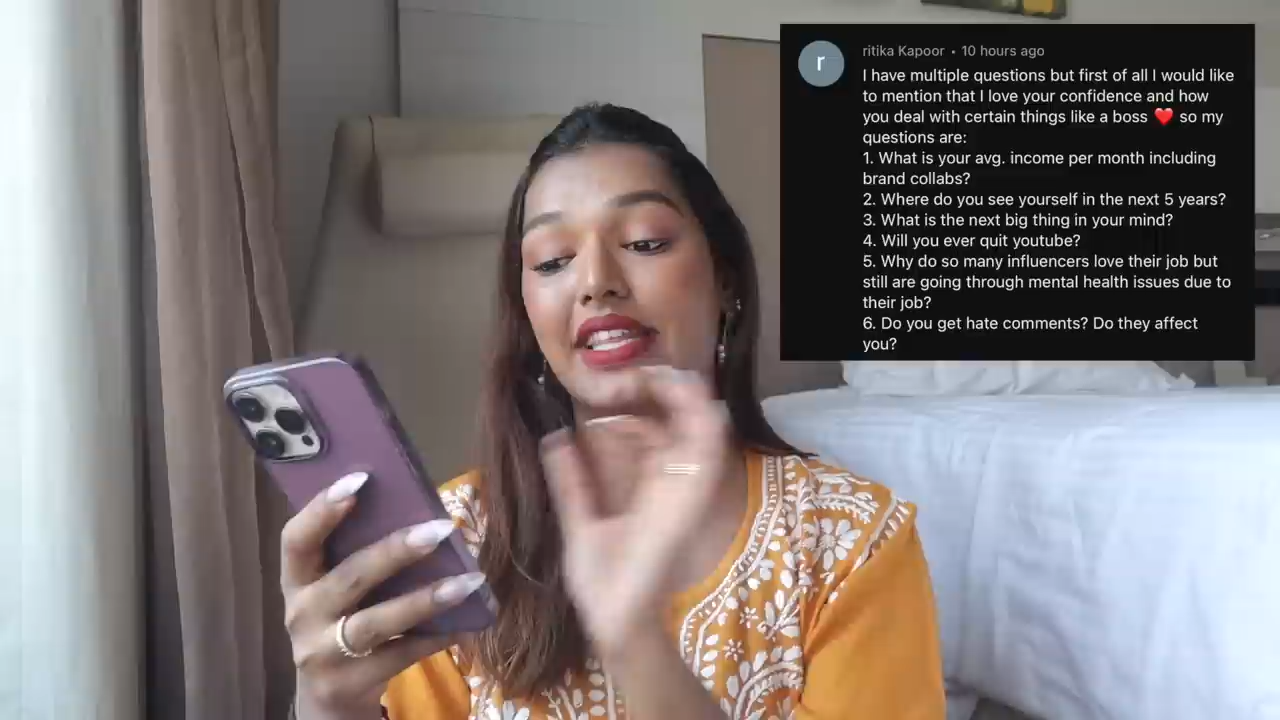 r
ritika Kapoor • 10 hours ago
I have multiple questions but first of all I would like
to mention that I love your confidence and how
you deal with certain things like a boss ❤️ so my
questions are:
1. What is your avg. income per month including
brand collabs?
2. Where do you see yourself in the next 5 years?
3. What is the next big thing in your mind?
4. Will you ever quit youtube?
5. Why do so many influencers love their job but
still are going through mental health issues due to
their job?
6. Do you get hate comments? Do they affect
you?